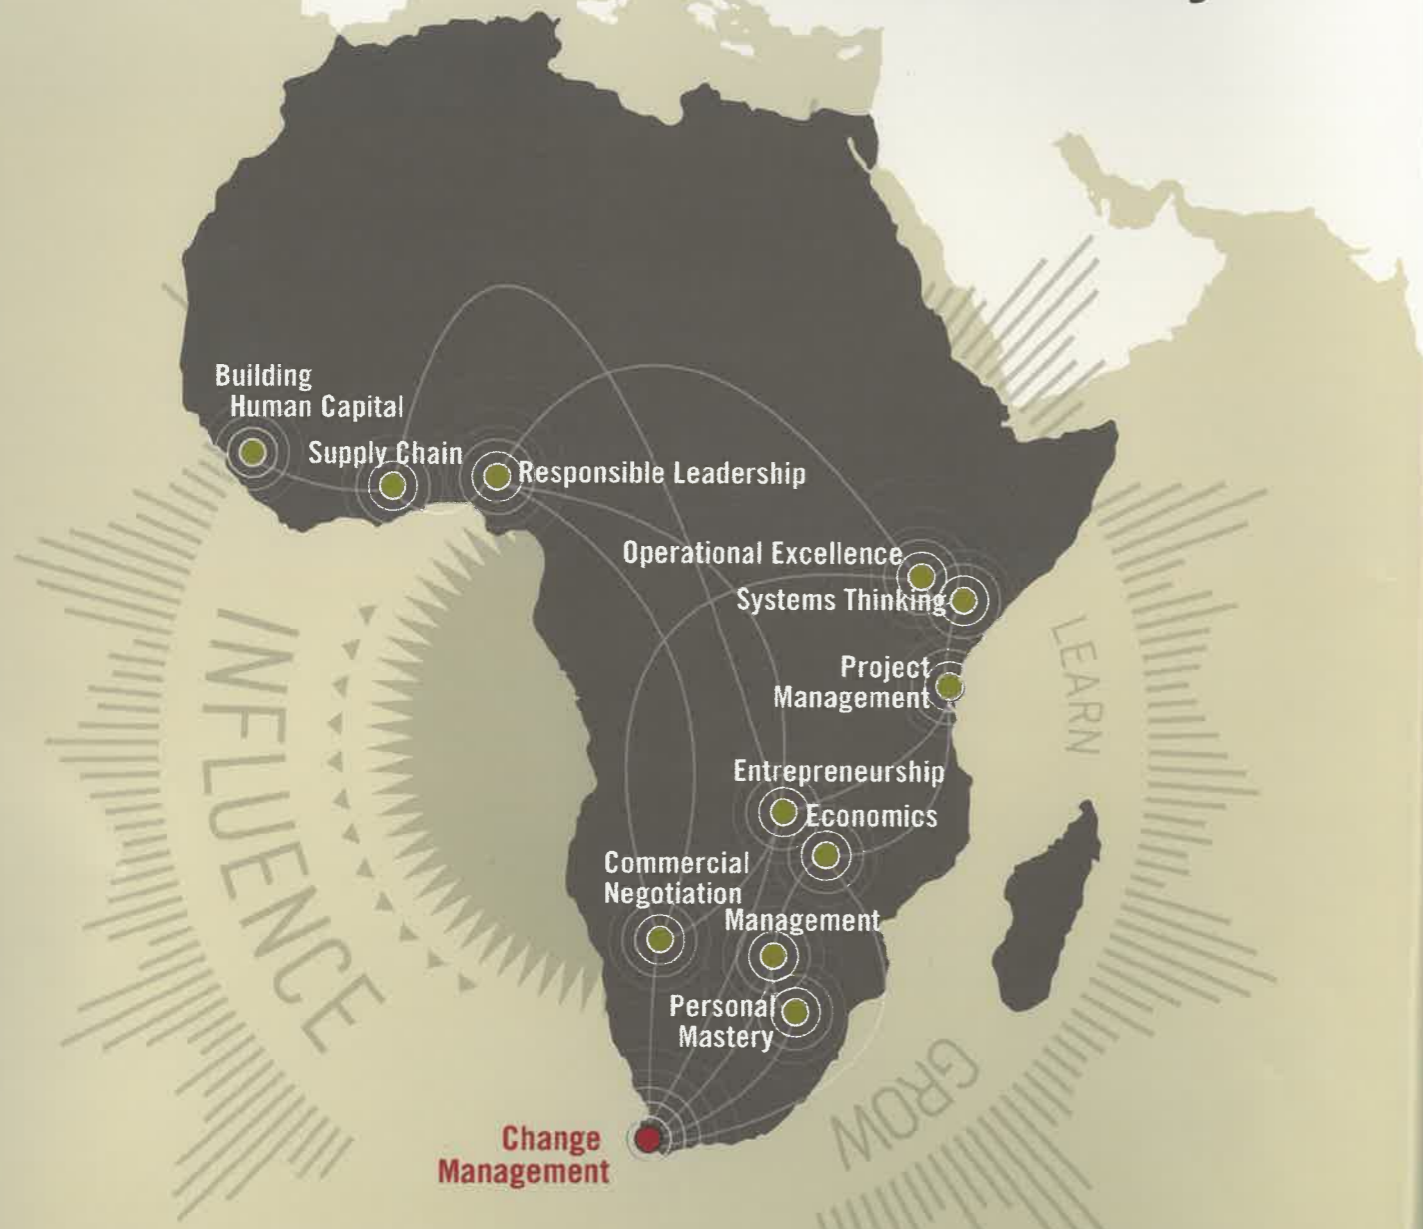 Building
Human Capital
Supply Chain
Responsible Leadership
Operational Excellence
Systems Thinking
Project
Management
Entrepreneurship
Economics
Commercial
Negotiation
Management
Personal
Mastery
Change
Management
INFLUENCE
LEARN
GROW